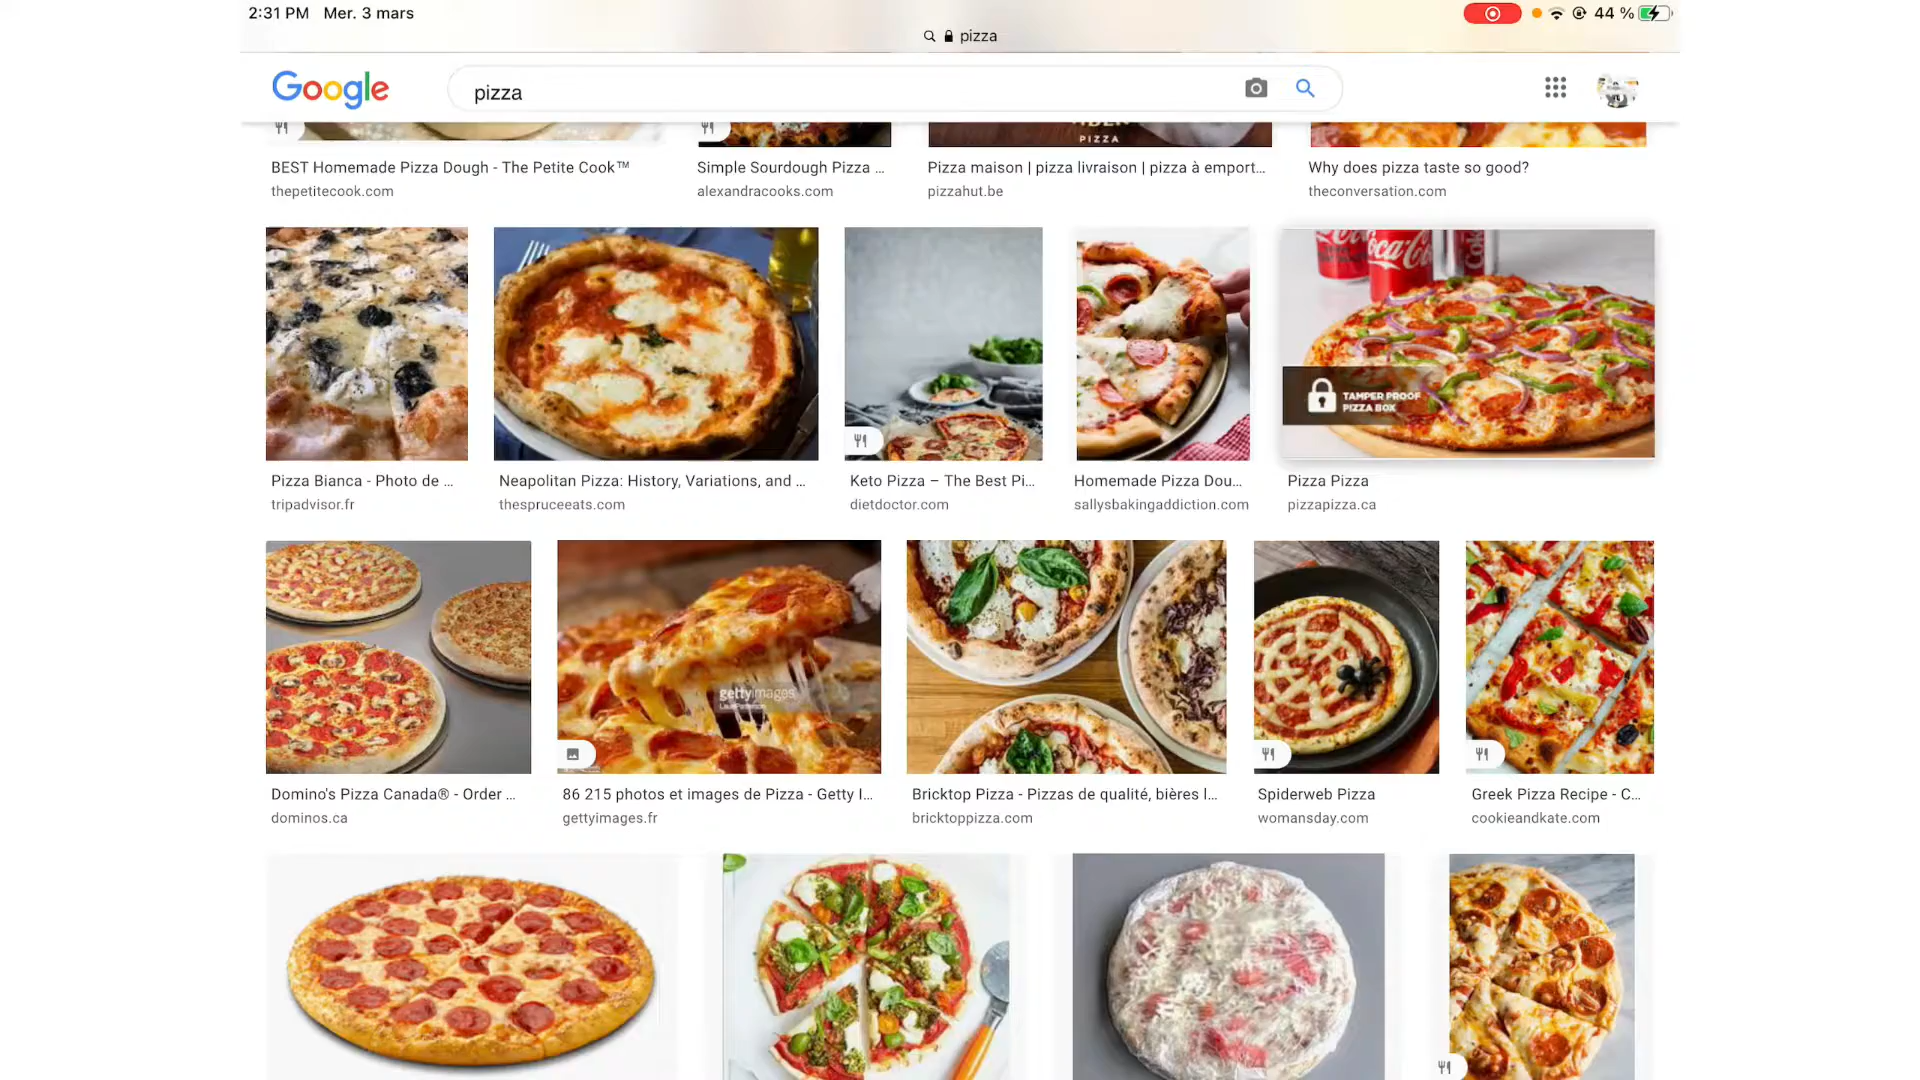 2:31 PM Mer. 3 mars
44 %
pizza
Google
pizza
PIZZA
BEST Homemade Pizza Dough - The Petite Cook™
thepetitecook.com
Simple Sourdough Pizza ...
alexandracooks.com
Pizza maison | pizza livraison | pizza à emport...
pizzahut.be
Why does pizza taste so good?
theconversation.com
Coca-Co
Coke
TAMPER PROOF
PIZZA BOX
Pizza Bianca - Photo de ...
tripadvisor.fr
Neapolitan Pizza: History, Variations, and ...
thespruceeats.com
Keto Pizza – The Best Pi...
dietdoctor.com
Homemade Pizza Dou...
sallysbakingaddiction.com
Pizza Pizza
pizzapizza.ca
gettyimages
Domino's Pizza Canada® - Order ...
dominos.ca
86 215 photos et images de Pizza - Getty I...
gettyimages.fr
Bricktop Pizza - Pizzas de qualité, bières l...
bricktoppizza.com
Spiderweb Pizza
womansday.com
Greek Pizza Recipe - C...
cookieandkate.com